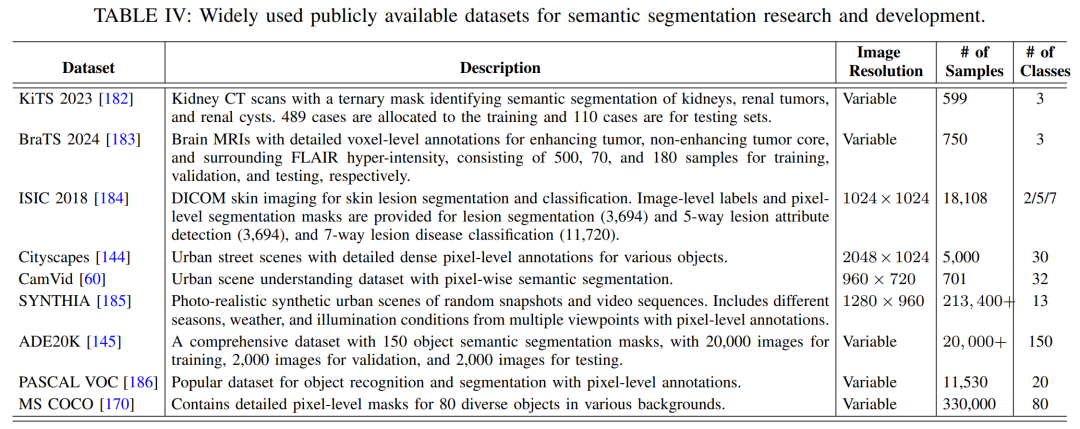 TABLE IV: Widely used publicly available datasets for semantic segmentation research and development.
Dataset Description Image Resolution # of Samples # of Classes
KiTS 2023 [182] Kidney CT scans with a ternary mask identifying semantic segmentation of kidneys, renal tumors, Variable 599 3
and renal cysts. 489 cases are allocated to the training and 110 cases are for testing sets.
BraTS 2024 [183] Brain MRIs with detailed voxel-level annotations for enhancing tumor, non-enhancing tumor core, Variable 750 3
and surrounding FLAIR hyper-intensity, consisting of 500, 70, and 180 samples for training,
validation, and testing, respectively.
ISIC 2018 [184] DICOM skin imaging for skin lesion segmentation and classification. Image-level labels and pixel- 1024 × 1024 18,108 2/5/7
level segmentation masks are provided for lesion segmentation (3,694) and 5-way lesion attribute
detection (3,694), and 7-way lesion disease classification (11,720).
Cityscapes [144] Urban street scenes with detailed dense pixel-level annotations for various objects. 2048 × 1024 5,000 30
CamVid [60] Urban scene understanding dataset with pixel-wise semantic segmentation. 960 × 720 701 32
SYNTHIA [185] Photo-realistic synthetic urban scenes of random snapshots and video sequences. Includes different 1280 × 960 213,400+ 13
seasons, weather, and illumination conditions from multiple viewpoints with pixel-level annotations.
ADE20K [145] A comprehensive dataset with 150 object semantic segmentation masks, with 20,000 images for Variable 20,000+ 150
training, 2,000 images for validation, and 2,000 images for testing.
PASCAL VOC [186] Popular dataset for object recognition and segmentation with pixel-level annotations. Variable 11,530 20
MS COCO [170] Contains detailed pixel-level masks for 80 diverse objects in various backgrounds. Variable 330,000 80